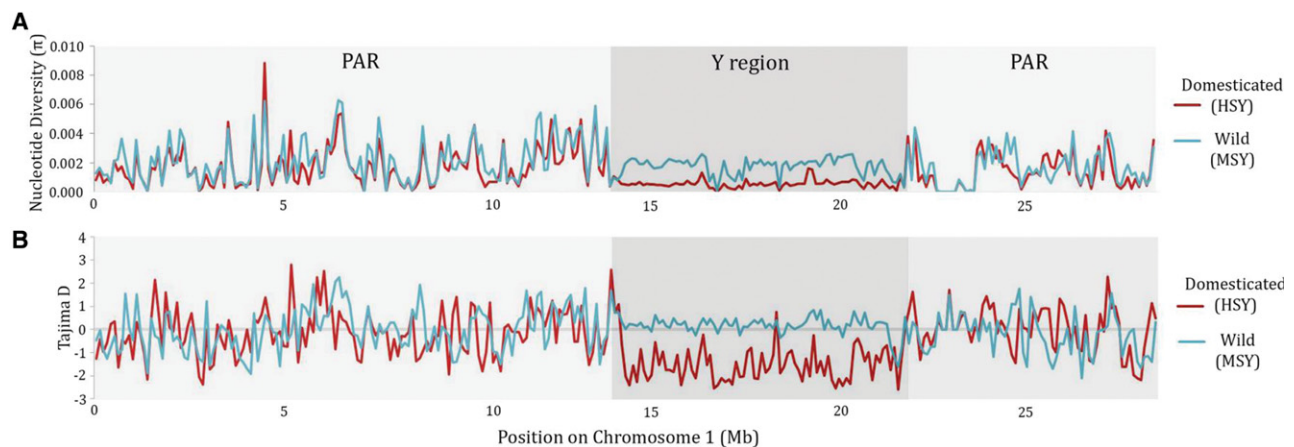 A
Nucleotide Diversity (π)
0.010
0.008
0.006
0.004
0.002
0.000
PAR
Y region
PAR
0
5
10
15
20
25
Domesticated
(HSY)
Wild
(MSY)
B
Tajima D
4
3
2
1
0
-1
-2
-3
0
5
10
15
20
25
Domesticated
(HSY)
Wild
(MSY)
Position on Chromosome 1 (Mb)